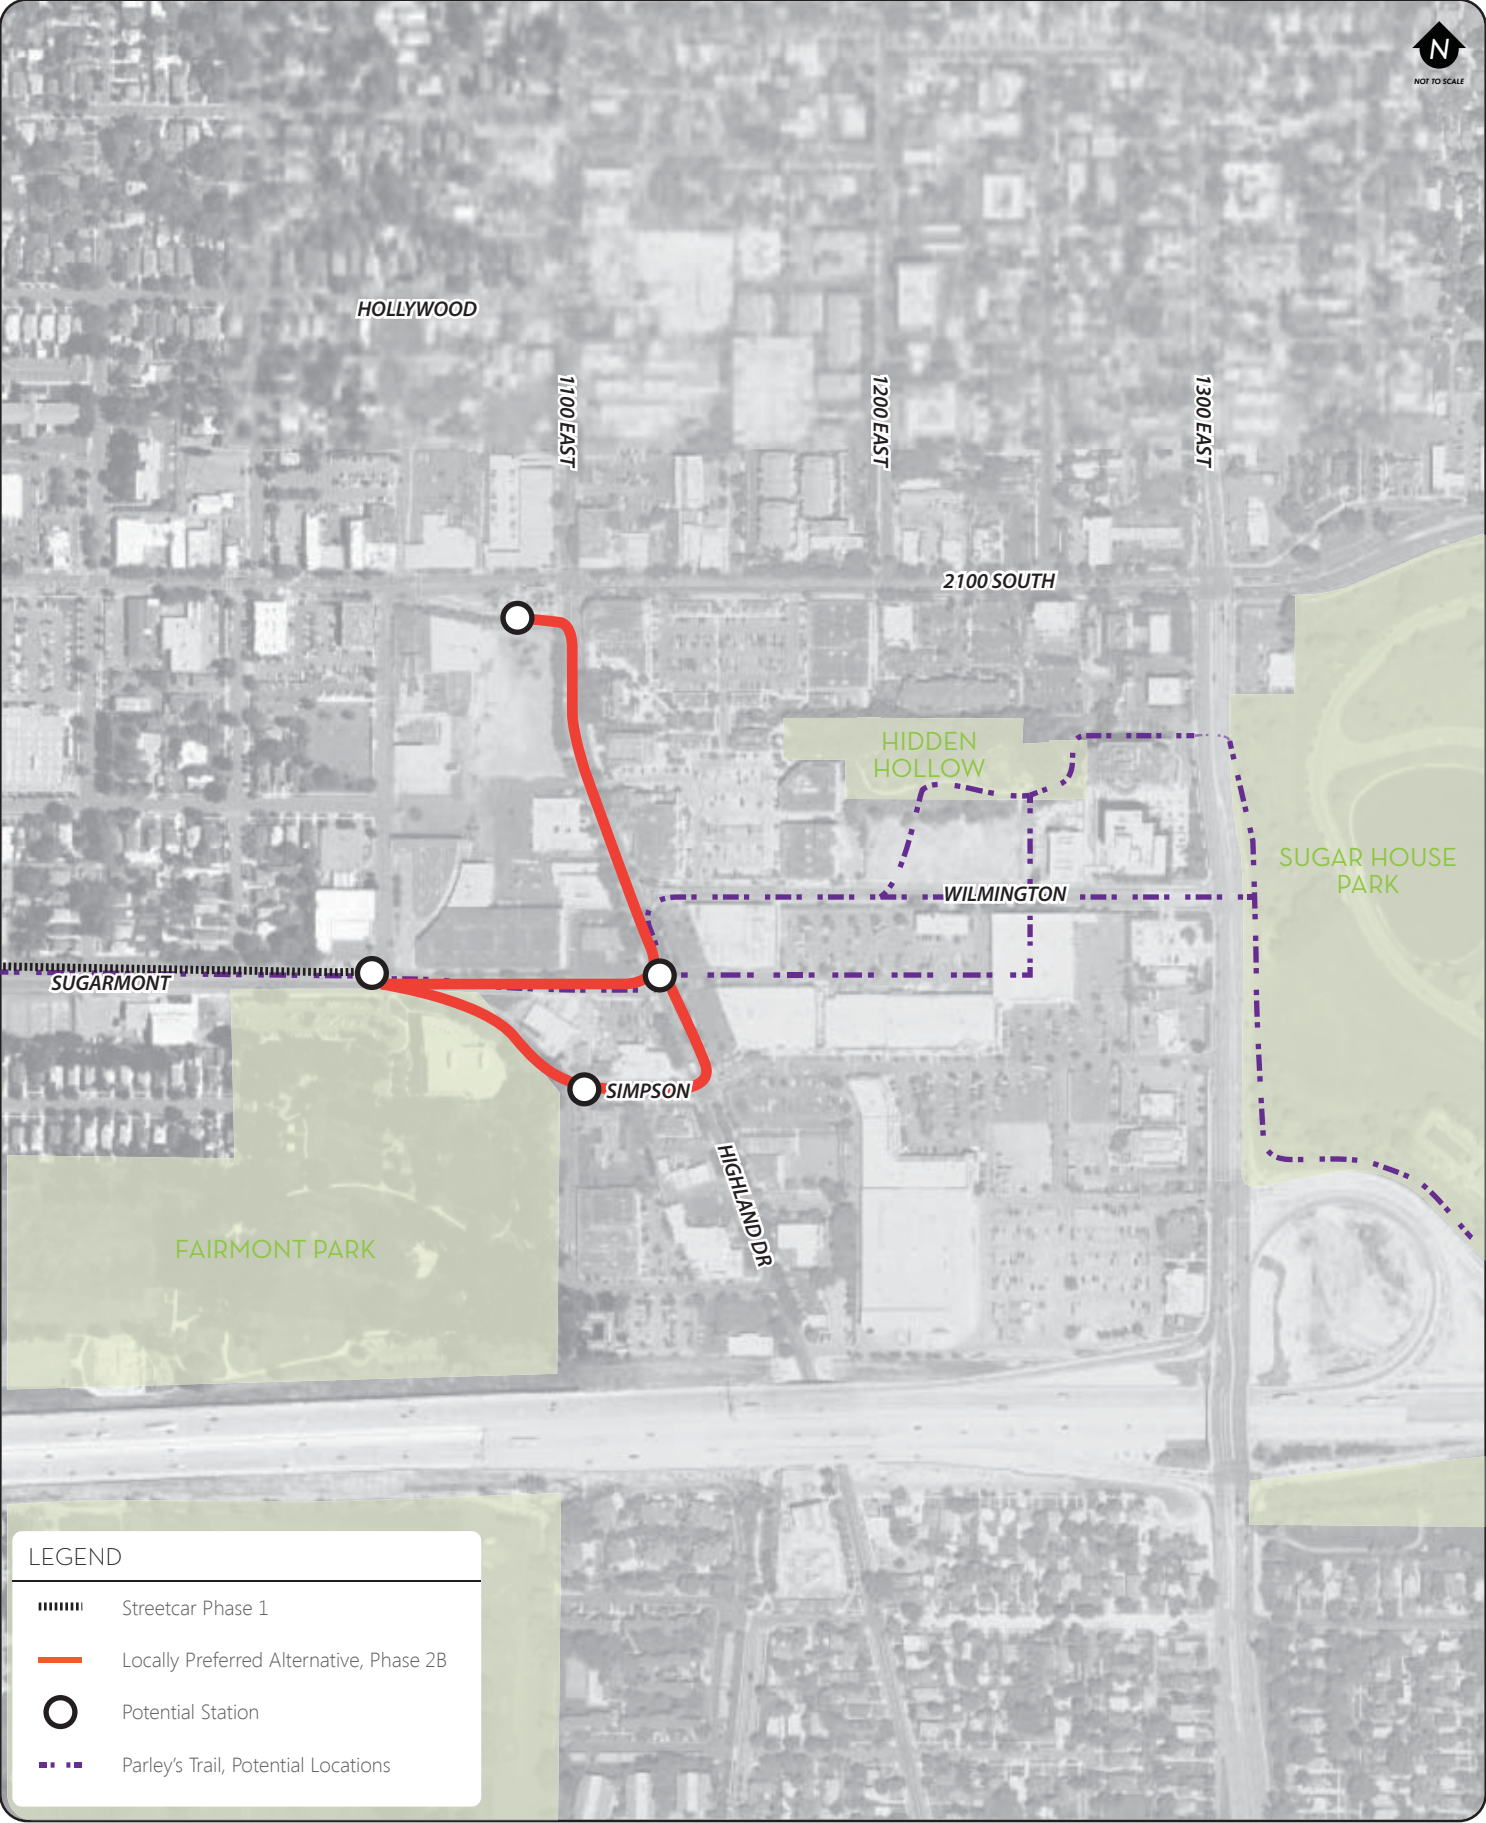 N
NOT TO SCALE
HOLLYWOOD
1100 EAST
1200 EAST
1300 EAST
2100 SOUTH
HIDDEN
HOLLOW
SUGAR HOUSE
PARK
WILMINGTON
SUGARMONT
SIMPSON
HIGHLAND DR
FAIRMONT PARK
LEGEND
Streetcar Phase 1
Locally Preferred Alternative, Phase 2B
Potential Station
Parley's Trail, Potential Locations